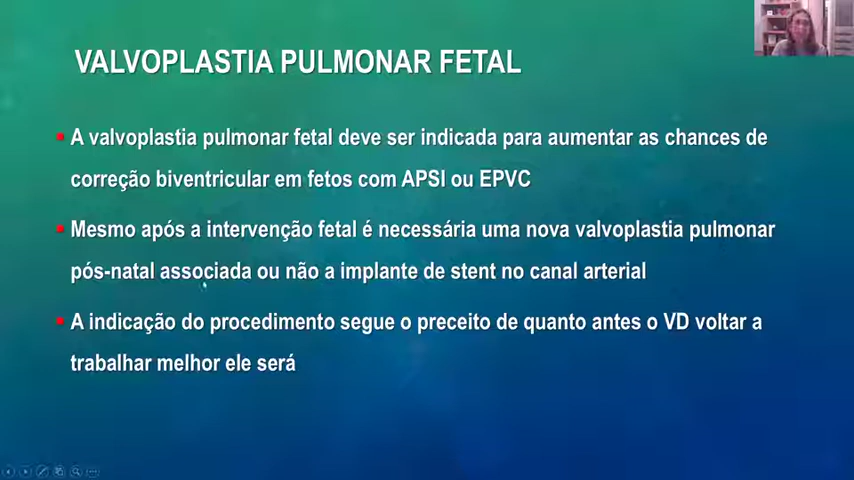 VALVOPLASTIA PULMONAR FETAL
A valvoplastia pulmonar fetal deve ser indicada para aumentar as chances de
correção biventricular em fetos com APSI ou EPVC
Mesmo após a intervenção fetal é necessária uma nova valvoplastia pulmonar
pós-natal associada ou não a implante de stent no canal arterial
A indicação do procedimento segue o preceito de quanto antes o VD voltar a
trabalhar melhor ele será